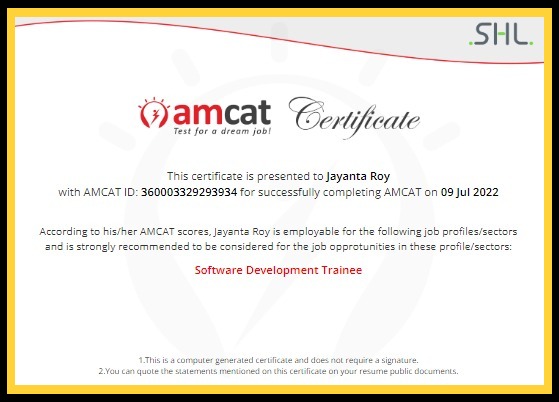 .SHL.
amcat Certificate
Test for a dream job!
This certificate is presented to Jayanta Roy
with AMCAT ID: 360003329293934 for successfully completing AMCAT on 09 Jul 2022
According to his/her AMCAT scores, Jayanta Roy is employable for the following job profiles/sectors
and is strongly recommended to be considered for the job opprotunities in these profile/sectors:
Software Development Trainee
1.This is a computer generated certificate and does not require a signature.
2.You can quote the statements mentioned on this certificate on your resume public documents.